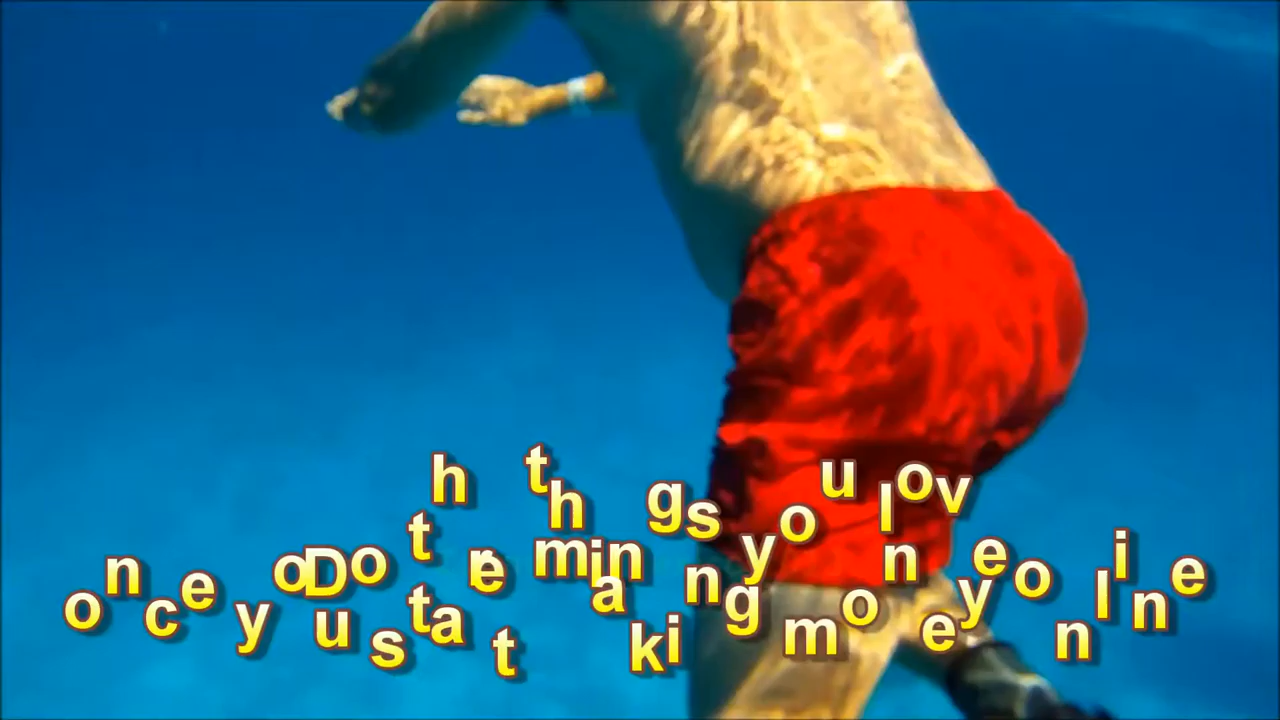 Do the things you love
once you start making money online